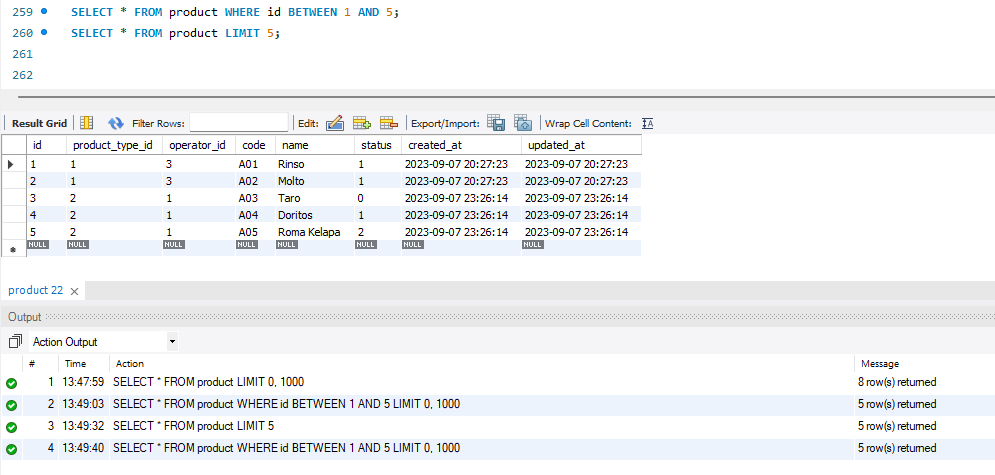 259 SELECT * FROM product WHERE id BETWEEN 1 AND 5;
260 SELECT * FROM product LIMIT 5;
261
262
Result Grid Filter Rows: Edit: Export/Import: Wrap Cell Content:
id product_type_id operator_id code name status created_at updated_at
1 1 3 A01 Rinso 1 2023-09-07 20:27:23 2023-09-07 20:27:23
2 1 3 A02 Molto 1 2023-09-07 20:27:23 2023-09-07 20:27:23
3 2 1 A03 Taro 0 2023-09-07 23:26:14 2023-09-07 23:26:14
4 2 1 A04 Doritos 1 2023-09-07 23:26:14 2023-09-07 23:26:14
5 2 1 A05 Roma Kelapa 2 2023-09-07 23:26:14 2023-09-07 23:26:14
NULL NULL NULL NULL NULL NULL NULL NULL
product 22
Output
Action Output
# Time Action Message
1 13:47:59 SELECT * FROM product LIMIT 0, 1000 8 row(s) returned
2 13:49:03 SELECT * FROM product WHERE id BETWEEN 1 AND 5 LIMIT 0, 1000 5 row(s) returned
3 13:49:32 SELECT * FROM product LIMIT 5 5 row(s) returned
4 13:49:40 SELECT * FROM product WHERE id BETWEEN 1 AND 5 LIMIT 0, 1000 5 row(s) returned